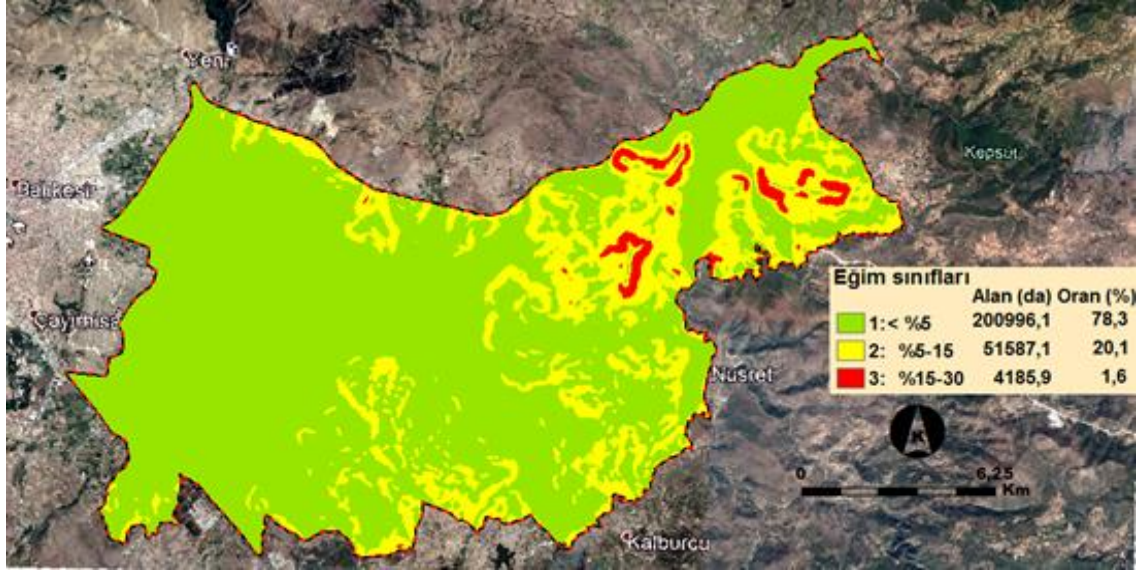 Yeni
Balıkesir
Kepsut
Çayırhisa
Nusret
Kalburcu
Eğim sınıfları
Alan (da) Oran (%)
1: < %5 200996,1 78,3
2: %5-15 51587,1 20,1
3: %15-30 4185,9 1,6
K
0 6,25
Km